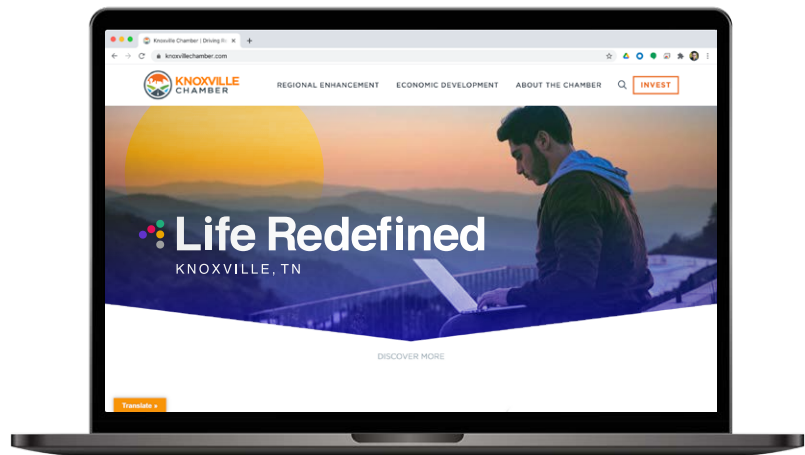 Knoxville Chamber | Driving R
knoxvillechamber.com
KNOXVILLE
CHAMBER
REGIONAL ENHANCEMENT
ECONOMIC DEVELOPMENT
ABOUT THE CHAMBER
INVEST
Life Redefined
KNOXVILLE, TN
DISCOVER MORE
Translate »